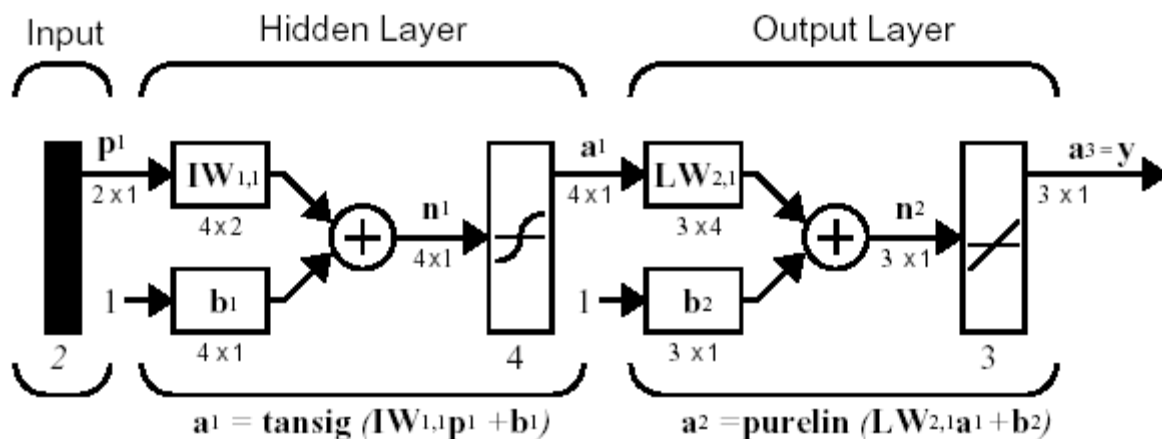 Input Hidden Layer Output Layer
p1 a1 a3 = y
IW1,1 LW2,1
2 x 1 n1 4 x 1 n2 3 x 1
4 x 2 3 x 4
4 x 1 3 x 1
1 b1 1 b2
4 x 1 3 x 1
2 4 3
a1 = tansig (IW1,1p1 +b1) a2 =purelin (LW2,1a1+b2)